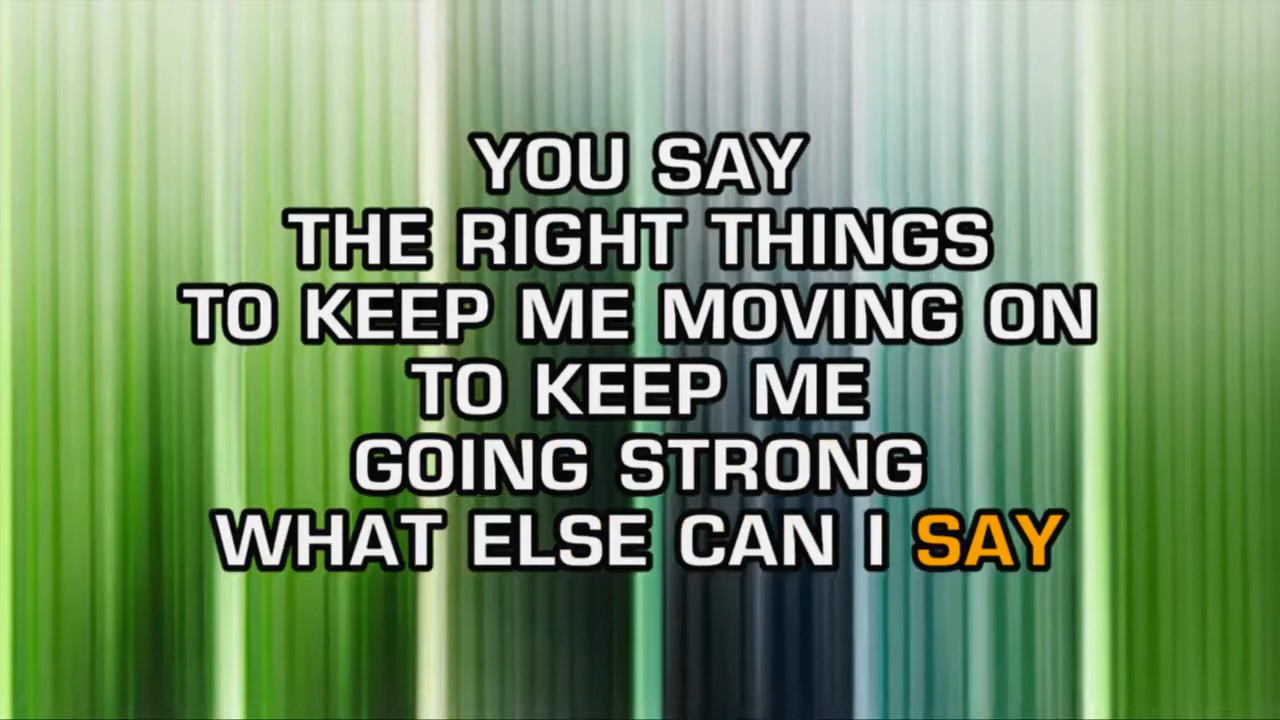 YOU SAY
THE RIGHT THINGS
TO KEEP ME MOVING ON
TO KEEP ME
GOING STRONG
WHAT ELSE CAN I SAY